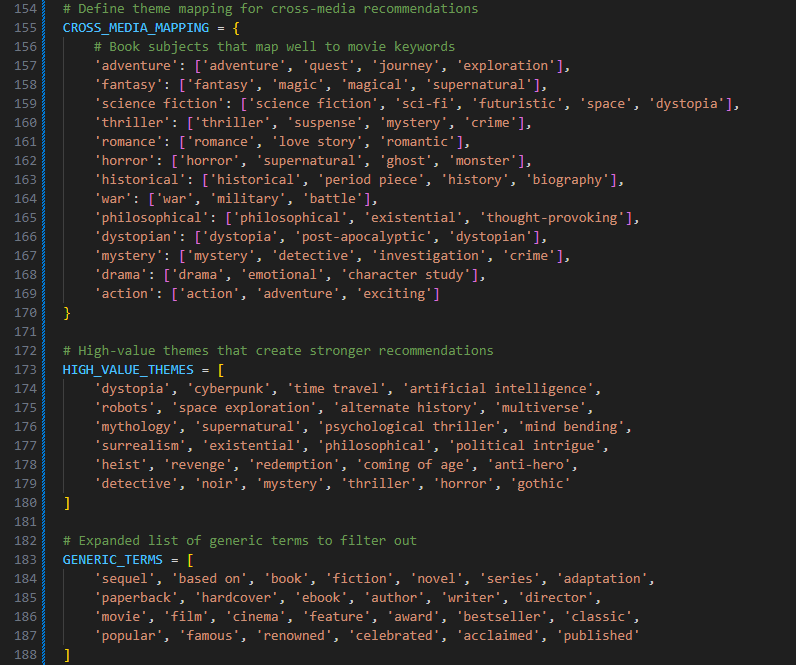 154 # Define theme mapping for cross-media recommendations
155 CROSS_MEDIA_MAPPING = {
156     # Book subjects that map well to movie keywords
157     'adventure': ['adventure', 'quest', 'journey', 'exploration'],
158     'fantasy': ['fantasy', 'magic', 'magical', 'supernatural'],
159     'science fiction': ['science fiction', 'sci-fi', 'futuristic', 'space', 'dystopia'],
160     'thriller': ['thriller', 'suspense', 'mystery', 'crime'],
161     'romance': ['romance', 'love story', 'romantic'],
162     'horror': ['horror', 'supernatural', 'ghost', 'monster'],
163     'historical': ['historical', 'period piece', 'history', 'biography'],
164     'war': ['war', 'military', 'battle'],
165     'philosophical': ['philosophical', 'existential', 'thought-provoking'],
166     'dystopian': ['dystopia', 'post-apocalyptic', 'dystopian'],
167     'mystery': ['mystery', 'detective', 'investigation', 'crime'],
168     'drama': ['drama', 'emotional', 'character study'],
169     'action': ['action', 'adventure', 'exciting']
170 }
171
172 # High-value themes that create stronger recommendations
173 HIGH_VALUE_THEMES = [
174     'dystopia', 'cyberpunk', 'time travel', 'artificial intelligence',
175     'robots', 'space exploration', 'alternate history', 'multiverse',
176     'mythology', 'supernatural', 'psychological thriller', 'mind bending',
177     'surrealism', 'existential', 'philosophical', 'political intrigue',
178     'heist', 'revenge', 'redemption', 'coming of age', 'anti-hero',
179     'detective', 'noir', 'mystery', 'thriller', 'horror', 'gothic'
180 ]
181
182 # Expanded list of generic terms to filter out
183 GENERIC_TERMS = [
184     'sequel', 'based on', 'book', 'fiction', 'novel', 'series', 'adaptation',
185     'paperback', 'hardcover', 'ebook', 'author', 'writer', 'director',
186     'movie', 'film', 'cinema', 'feature', 'award', 'bestseller', 'classic',
187     'popular', 'famous', 'renowned', 'celebrated', 'acclaimed', 'published'
188 ]